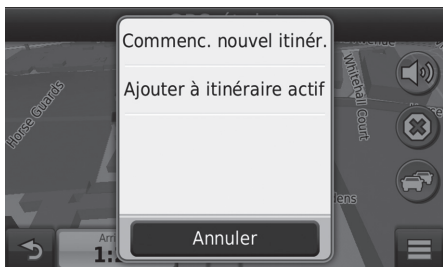 Commenc. nouvel itinér.
Ajouter à itinéraire actif
Horse Guards
Whitehall Court
Annuler